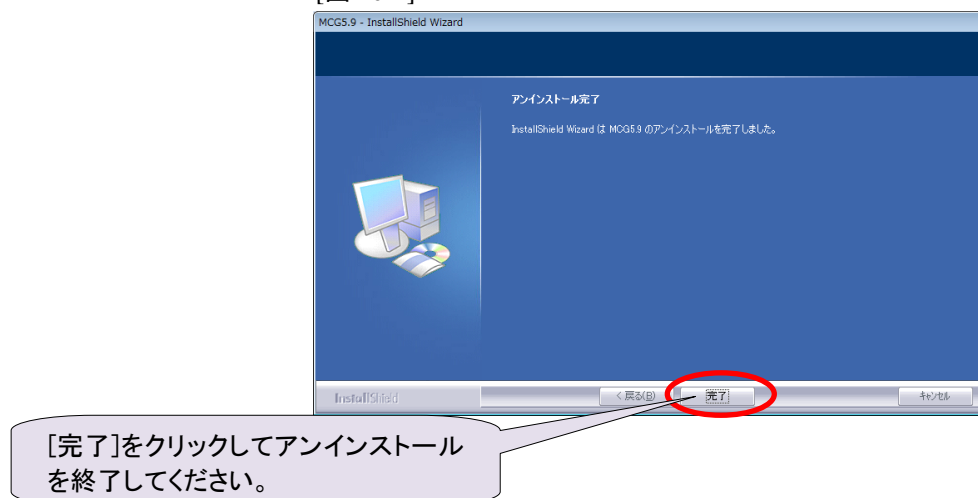 MCG5.9 - InstallShield Wizard
アンインストール完了
InstallShield Wizard は MCG5.9 のアンインストールを完了しました。
InstallShield
< 戻る(B)
完了
キャンセル
[完了]をクリックしてアンインストール
を終了してください。